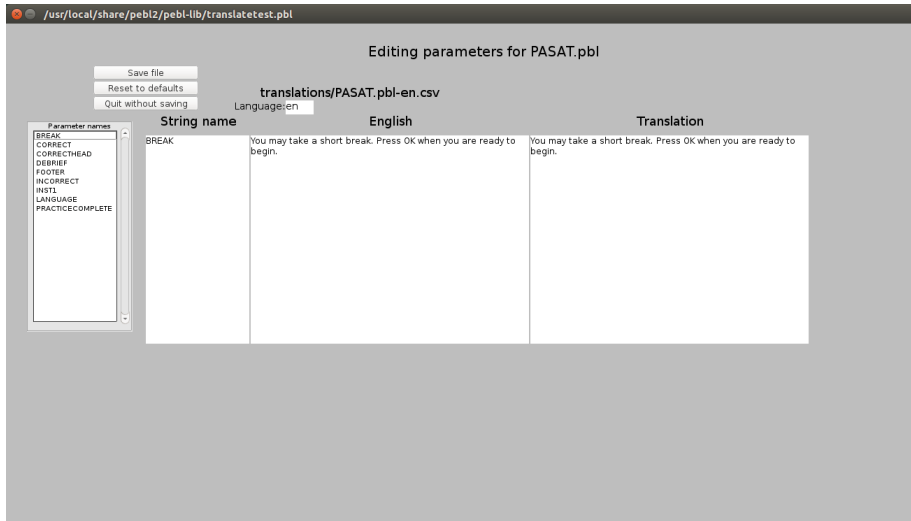 /usr/local/share/pebl2/pebl-lib/translatetest.pbl
Editing parameters for PASAT.pbl
Save file
Reset to defaults
Quit without saving
translations/PASAT.pbl-en.csv
Language:en
Parameter names
String name English Translation
BREAK
CORRECT
CORRECTHEAD
DEBRIEF
FOOTER
INCORRECT
INST1
LANGUAGE
PRACTICECOMPLETE
BREAK
You may take a short break. Press OK when you are ready to
begin.
You may take a short break. Press OK when you are ready to
begin.